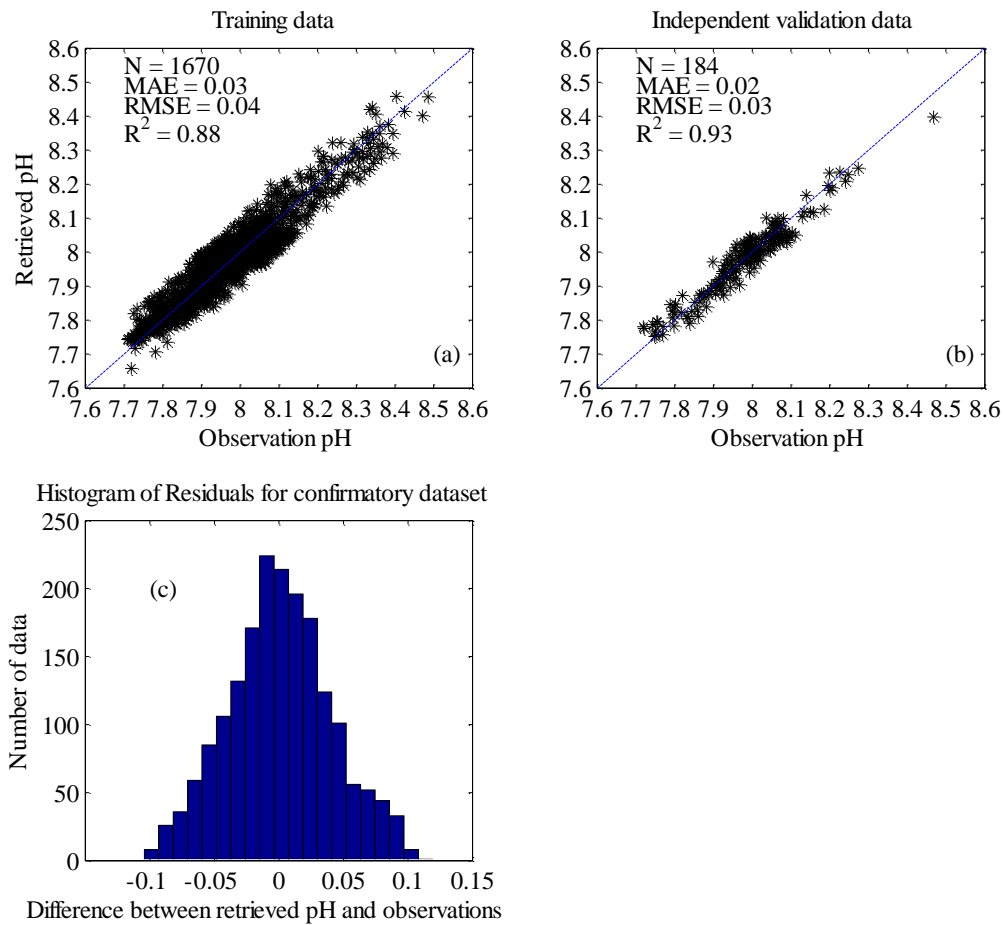 Training data
8.6
8.5
8.4
8.3
8.2
8.1
8
7.9
7.8
7.7
7.6
Retrieved pH
N = 1670
MAE = 0.03
RMSE = 0.04
R² = 0.88
(a)
7.6 7.7 7.8 7.9 8 8.1 8.2 8.3 8.4 8.5 8.6
Observation pH
Independent validation data
8.6
8.5
8.4
8.3
8.2
8.1
8
7.9
7.8
7.7
7.6
N = 184
MAE = 0.02
RMSE = 0.03
R² = 0.93
(b)
7.6 7.7 7.8 7.9 8 8.1 8.2 8.3 8.4 8.5 8.6
Observation pH
Histogram of Residuals for confirmatory dataset
250
200
150
100
50
0
Number of data
(c)
-0.1 -0.05 0 0.05 0.1 0.15
Difference between retrieved pH and observations